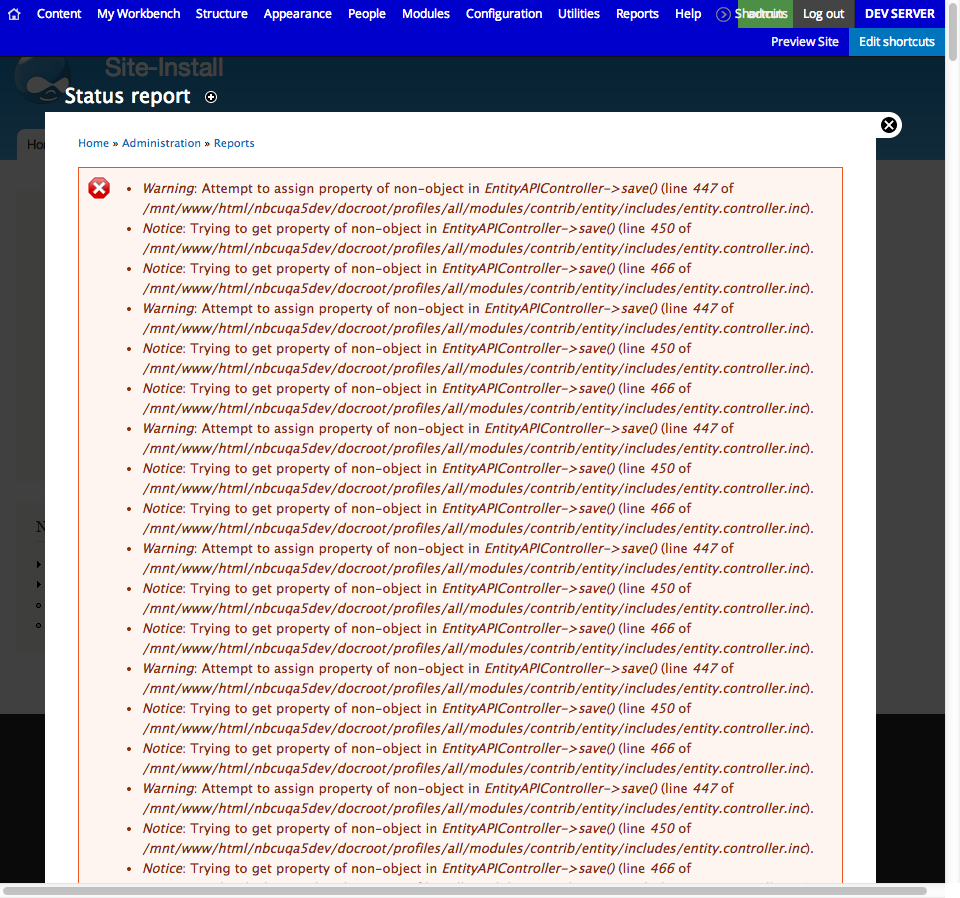 Content My Workbench Structure Appearance People Modules Configuration Utilities Reports Help Shortcuts Log out DEV SERVER
Preview Site Edit shortcuts
Site-Install
Status report
Home » Administration » Reports
Warning: Attempt to assign property of non-object in EntityAPIController->save() (line 447 of
/mnt/www/html/nbcuqa5dev/docroot/profiles/all/modules/contrib/entity/includes/entity.controller.inc).
Notice: Trying to get property of non-object in EntityAPIController->save() (line 450 of
/mnt/www/html/nbcuqa5dev/docroot/profiles/all/modules/contrib/entity/includes/entity.controller.inc).
Notice: Trying to get property of non-object in EntityAPIController->save() (line 466 of
/mnt/www/html/nbcuqa5dev/docroot/profiles/all/modules/contrib/entity/includes/entity.controller.inc).
Warning: Attempt to assign property of non-object in EntityAPIController->save() (line 447 of
/mnt/www/html/nbcuqa5dev/docroot/profiles/all/modules/contrib/entity/includes/entity.controller.inc).
Notice: Trying to get property of non-object in EntityAPIController->save() (line 450 of
/mnt/www/html/nbcuqa5dev/docroot/profiles/all/modules/contrib/entity/includes/entity.controller.inc).
Notice: Trying to get property of non-object in EntityAPIController->save() (line 466 of
/mnt/www/html/nbcuqa5dev/docroot/profiles/all/modules/contrib/entity/includes/entity.controller.inc).
Warning: Attempt to assign property of non-object in EntityAPIController->save() (line 447 of
/mnt/www/html/nbcuqa5dev/docroot/profiles/all/modules/contrib/entity/includes/entity.controller.inc).
Notice: Trying to get property of non-object in EntityAPIController->save() (line 450 of
/mnt/www/html/nbcuqa5dev/docroot/profiles/all/modules/contrib/entity/includes/entity.controller.inc).
Notice: Trying to get property of non-object in EntityAPIController->save() (line 466 of
/mnt/www/html/nbcuqa5dev/docroot/profiles/all/modules/contrib/entity/includes/entity.controller.inc).
Warning: Attempt to assign property of non-object in EntityAPIController->save() (line 447 of
/mnt/www/html/nbcuqa5dev/docroot/profiles/all/modules/contrib/entity/includes/entity.controller.inc).
Notice: Trying to get property of non-object in EntityAPIController->save() (line 450 of
/mnt/www/html/nbcuqa5dev/docroot/profiles/all/modules/contrib/entity/includes/entity.controller.inc).
Notice: Trying to get property of non-object in EntityAPIController->save() (line 466 of
/mnt/www/html/nbcuqa5dev/docroot/profiles/all/modules/contrib/entity/includes/entity.controller.inc).
Warning: Attempt to assign property of non-object in EntityAPIController->save() (line 447 of
/mnt/www/html/nbcuqa5dev/docroot/profiles/all/modules/contrib/entity/includes/entity.controller.inc).
Notice: Trying to get property of non-object in EntityAPIController->save() (line 450 of
/mnt/www/html/nbcuqa5dev/docroot/profiles/all/modules/contrib/entity/includes/entity.controller.inc).
Notice: Trying to get property of non-object in EntityAPIController->save() (line 466 of
/mnt/www/html/nbcuqa5dev/docroot/profiles/all/modules/contrib/entity/includes/entity.controller.inc).
Warning: Attempt to assign property of non-object in EntityAPIController->save() (line 447 of
/mnt/www/html/nbcuqa5dev/docroot/profiles/all/modules/contrib/entity/includes/entity.controller.inc).
Notice: Trying to get property of non-object in EntityAPIController->save() (line 450 of
/mnt/www/html/nbcuqa5dev/docroot/profiles/all/modules/contrib/entity/includes/entity.controller.inc).
Notice: Trying to get property of non-object in EntityAPIController->save() (line 466 of